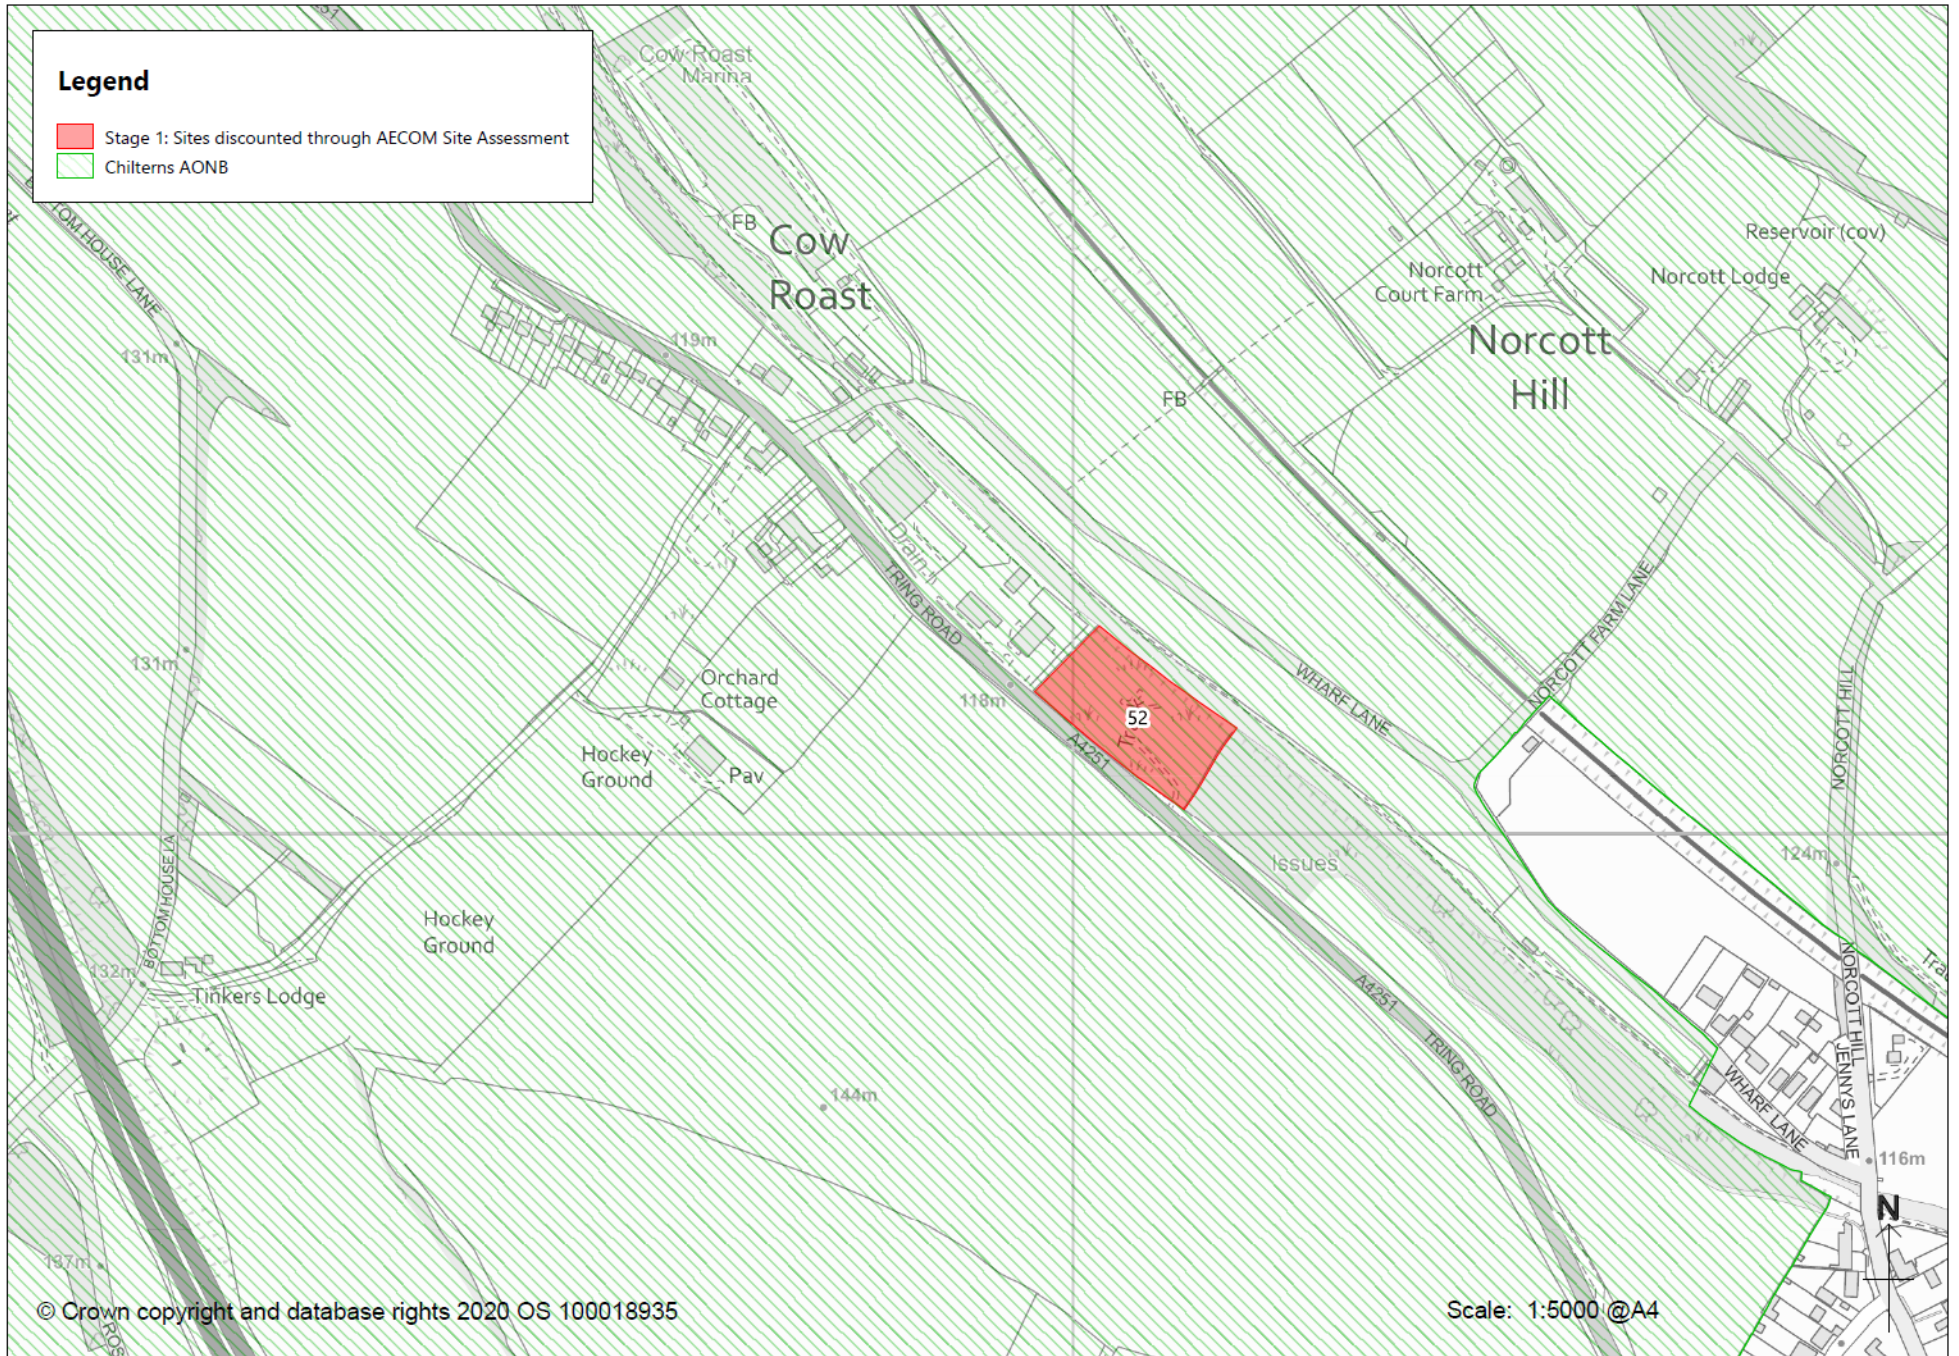 Legend
Stage 1: Sites discounted through AECOM Site Assessment
Chilterns AONB
Cow Roast
Marina
FB
Cow
Roast
BOTTOM HOUSE LANE
131m
119m
Reservoir (cov)
Norcott
Court Farm
Norcott Lodge
Norcott
Hill
FB
Drain
TRING ROAD
NORCOTT FARM LANE
131m
Orchard
Cottage
118m
52
A4251
WHARF LANE
NORCOTT HILL
Hockey
Ground
Pav
Issues
124m
BOTTOM HOUSE LA
Hockey
Ground
132m
Tinkers Lodge
A4251
TRING ROAD
NORCOTT HILL
JENNYS LANE
WHARF LANE
144m
116m
N
137m
© Crown copyright and database rights 2020 OS 100018935
Scale: 1:5000 @A4